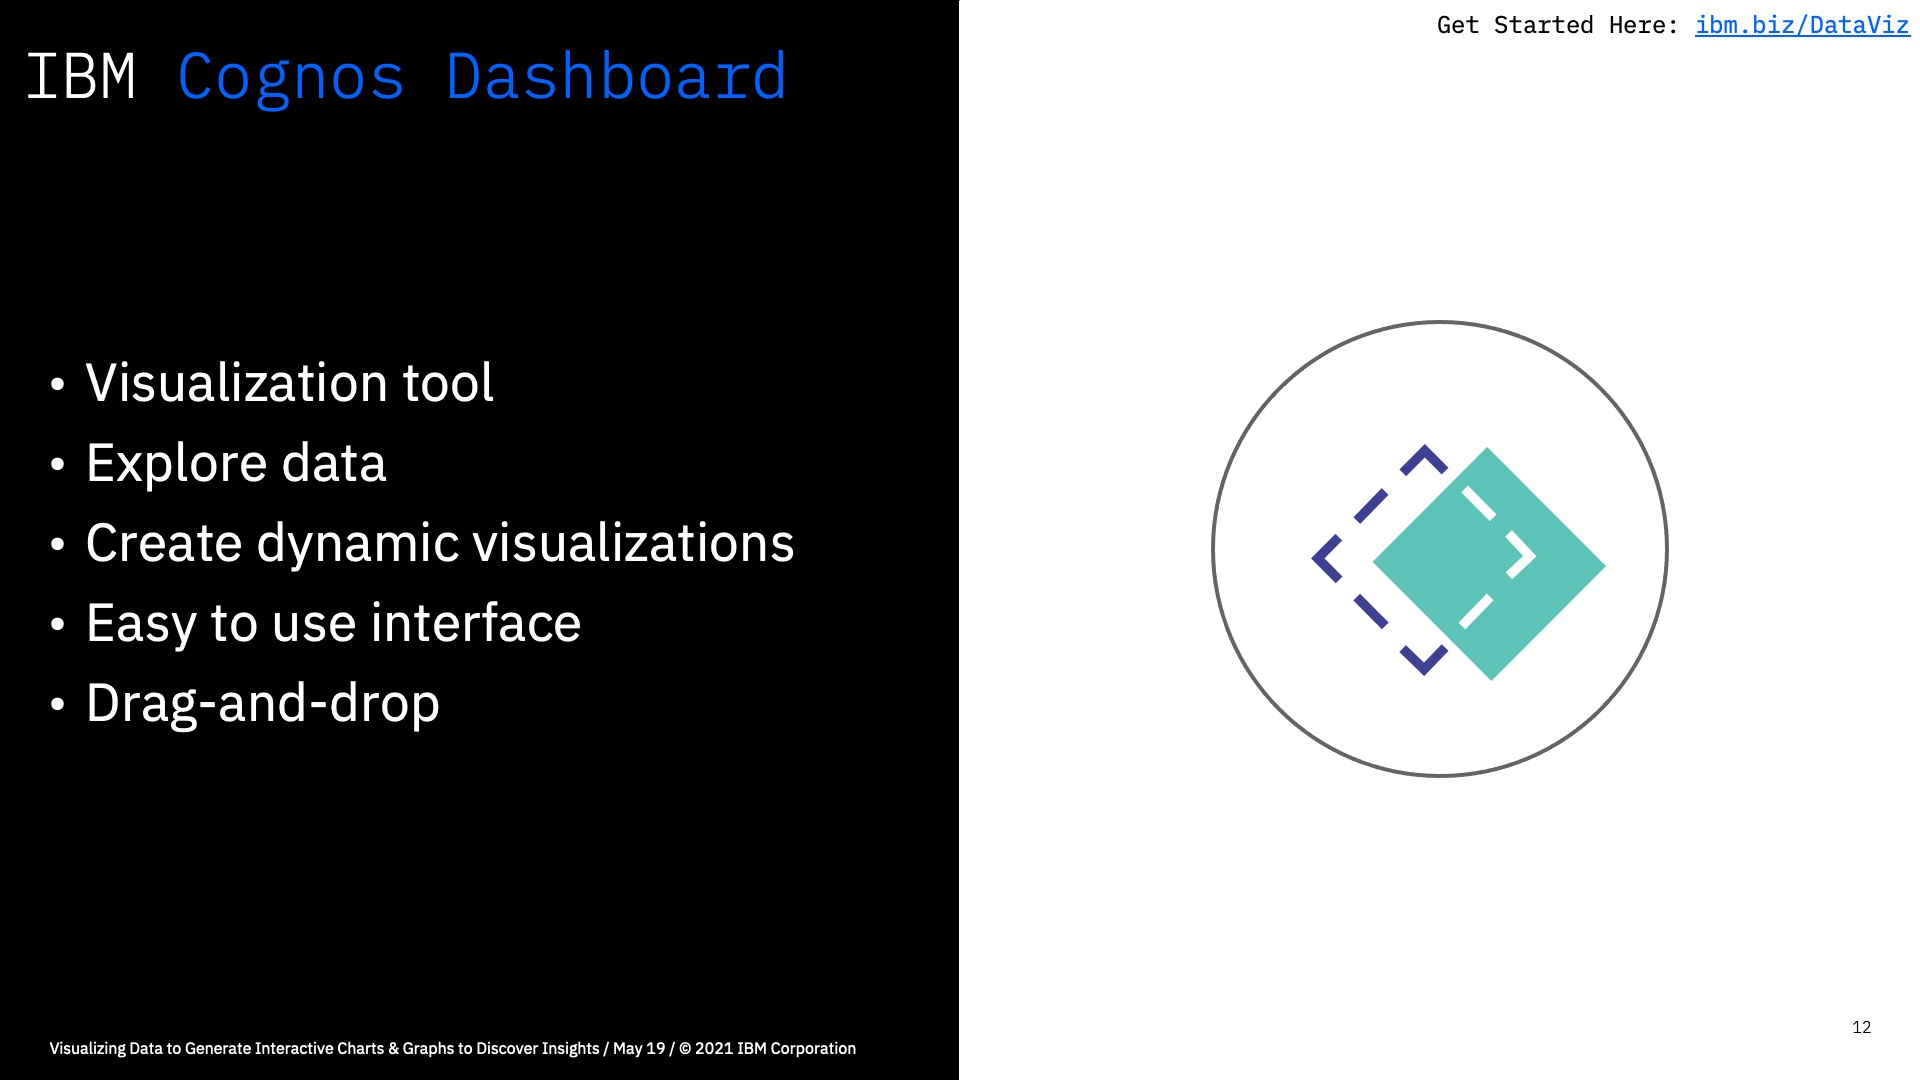 Get Started Here: ibm.biz/DataViz
IBM Cognos Dashboard
• Visualization tool
• Explore data
• Create dynamic visualizations
• Easy to use interface
• Drag-and-drop
12
Visualizing Data to Generate Interactive Charts & Graphs to Discover Insights / May 19 / © 2021 IBM Corporation